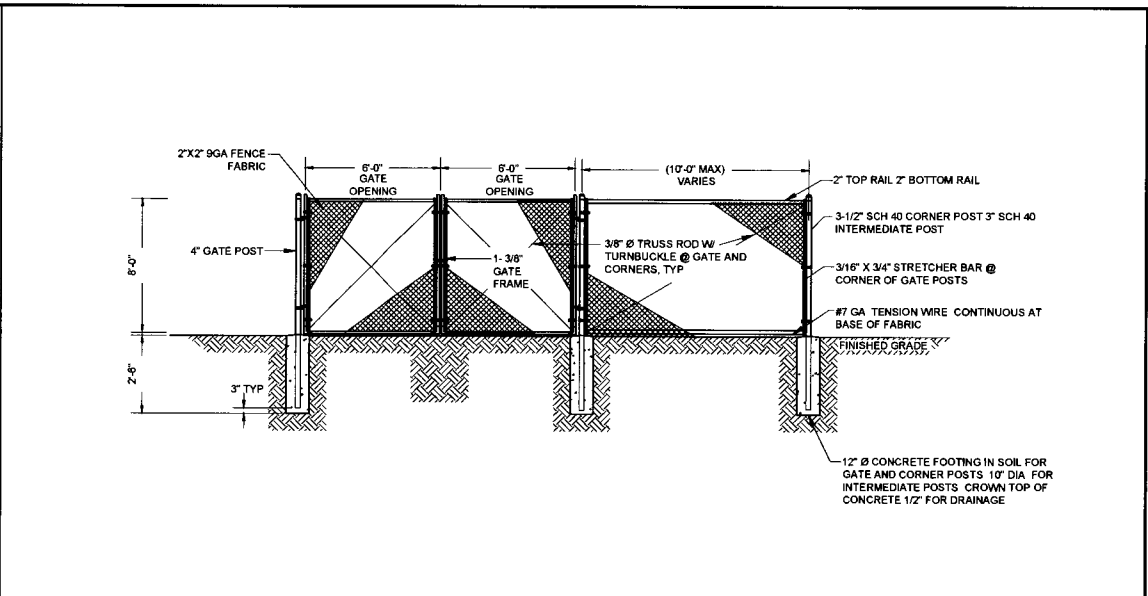 2"X2" 9GA FENCE
FABRIC
6'-0"
GATE
OPENING
6'-0"
GATE
OPENING
(10'-0" MAX)
VARIES
2" TOP RAIL 2" BOTTOM RAIL
3-1/2" SCH 40 CORNER POST 3" SCH 40
INTERMEDIATE POST
8'-0"
4" GATE POST
1- 3/8"
GATE
FRAME
3/8" Ø TRUSS ROD W/
TURNBUCKLE @ GATE AND
CORNERS, TYP
3/16" X 3/4" STRETCHER BAR @
CORNER OF GATE POSTS
#7 GA TENSION WIRE CONTINUOUS AT
BASE OF FABRIC
FINISHED GRADE
2'-6"
3" TYP
12" Ø CONCRETE FOOTING IN SOIL FOR
GATE AND CORNER POSTS 10" DIA FOR
INTERMEDIATE POSTS CROWN TOP OF
CONCRETE 1/2" FOR DRAINAGE